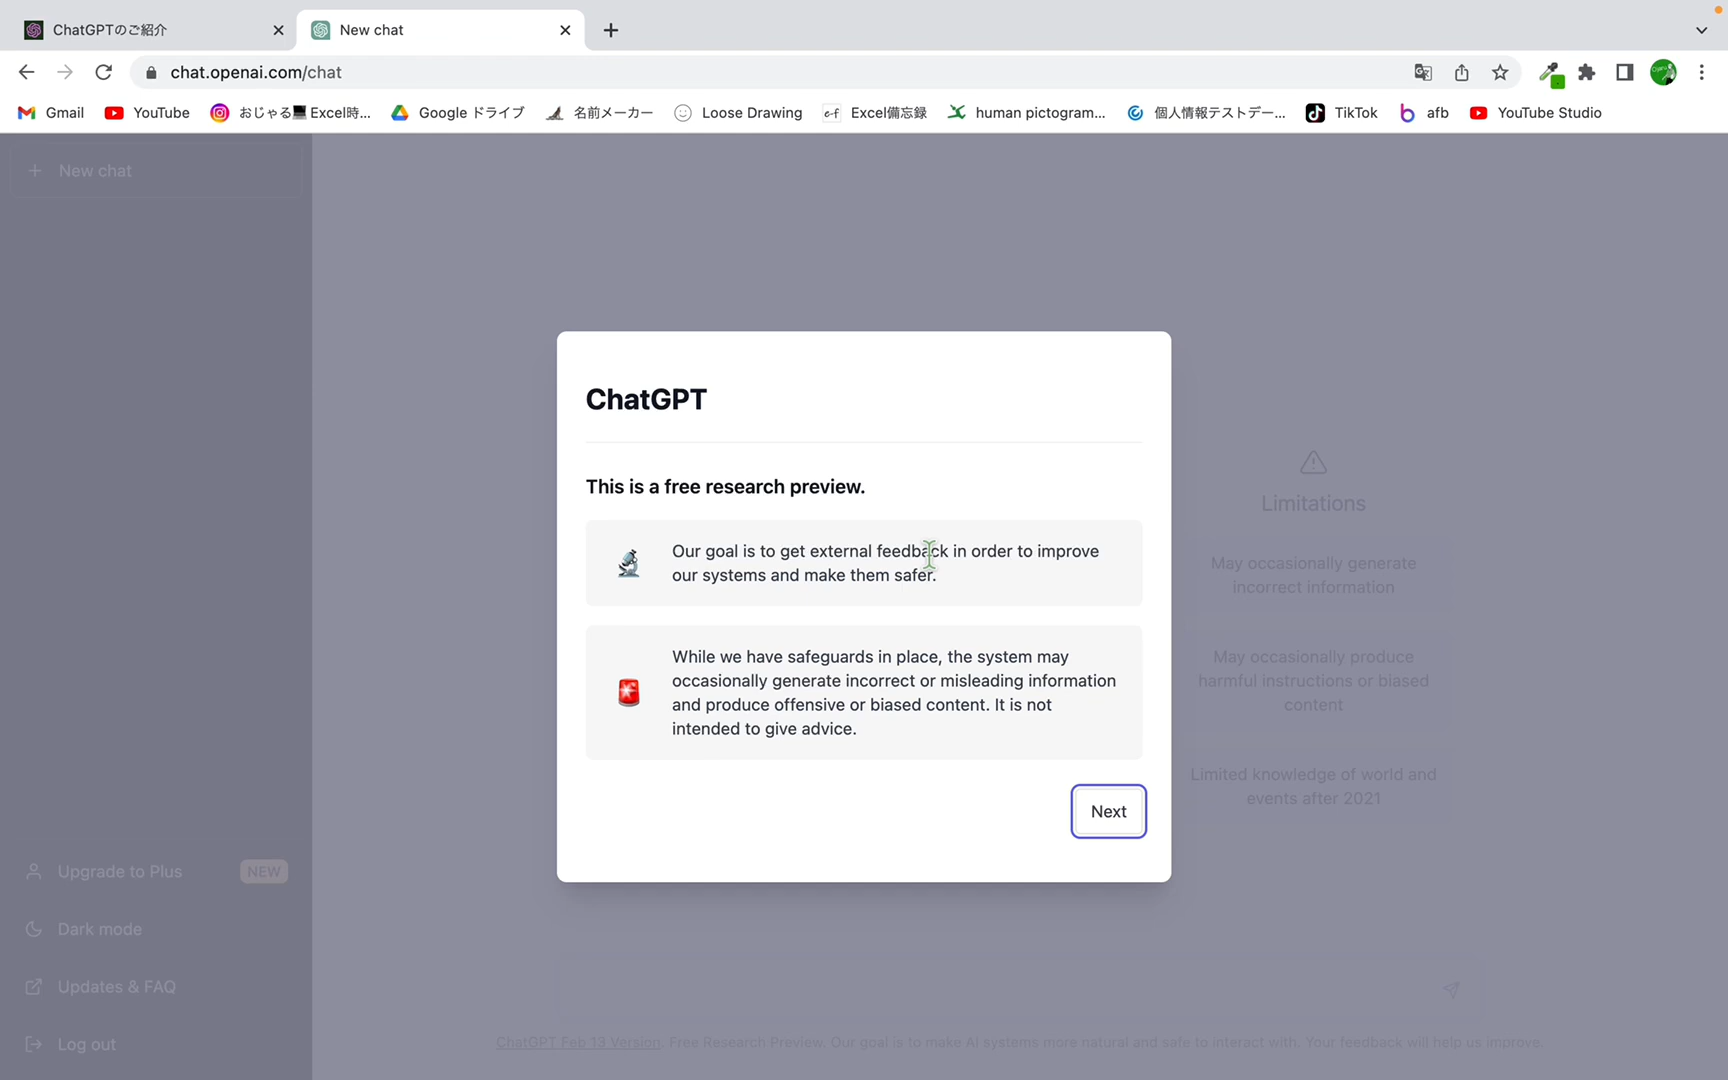 ChatGPTのご紹介
New chat
chat.openai.com/chat
Gmail
YouTube
おじゃる💻Excel時...
Google ドライブ
名前メーカー
Loose Drawing
Excel備忘録
human pictogram...
個人情報テストデー...
TikTok
afb
YouTube Studio
New chat
ChatGPT
This is a free research preview.
Our goal is to get external feedback in order to improve
our systems and make them safer.
While we have safeguards in place, the system may
occasionally generate incorrect or misleading information
and produce offensive or biased content. It is not
intended to give advice.
Next
Limitations
May occasionally generate
incorrect information
May occasionally produce
harmful instructions or biased
content
Limited knowledge of world and
events after 2021
Upgrade to Plus
NEW
Dark mode
Updates & FAQ
Log out
ChatGPT Feb 13 Version. Free Research Preview. Our goal is to make AI systems more natural and safe to interact with. Your feedback will help us improve.